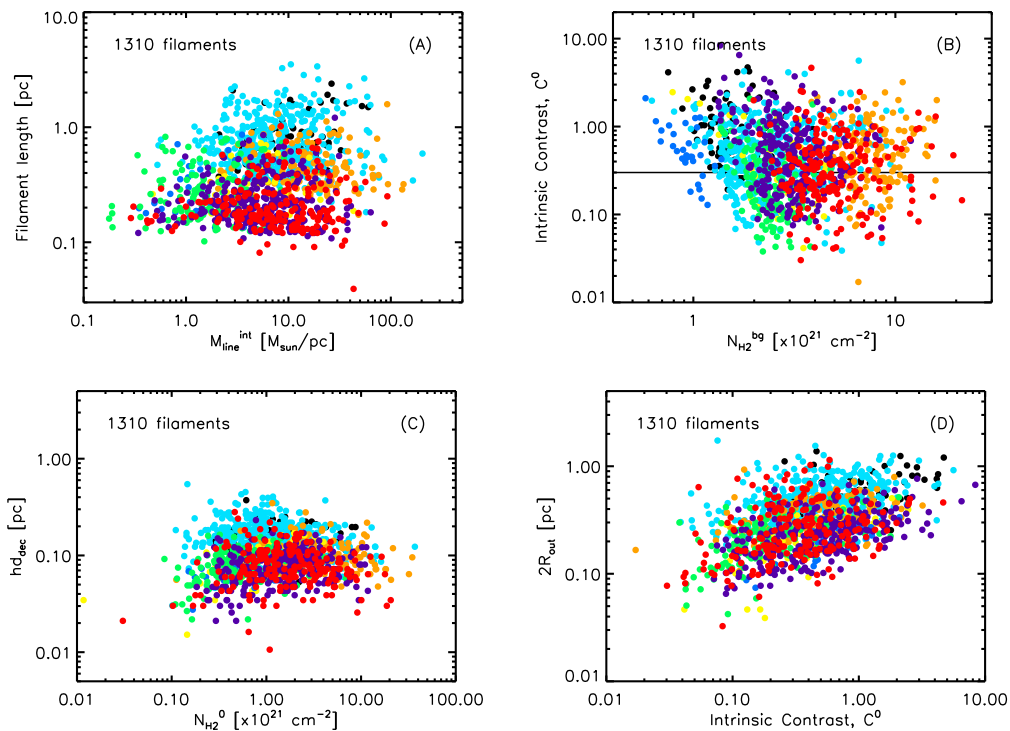 1310 filaments (A)
Filament length [pc]
10.0
1.0
0.1
0.1 1.0 10.0 100.0
M_line^int [M_sun/pc]
1310 filaments (B)
Intrinsic Contrast, C^0
10.00
1.00
0.10
0.01
1 10
N_H2^bg [x10^21 cm^-2]
1310 filaments (C)
hd_dec [pc]
1.00
0.10
0.01
0.01 0.10 1.00 10.00 100.00
N_H2^0 [x10^21 cm^-2]
1310 filaments (D)
2R_out [pc]
1.00
0.10
0.01
0.01 0.10 1.00 10.00
Intrinsic Contrast, C^0